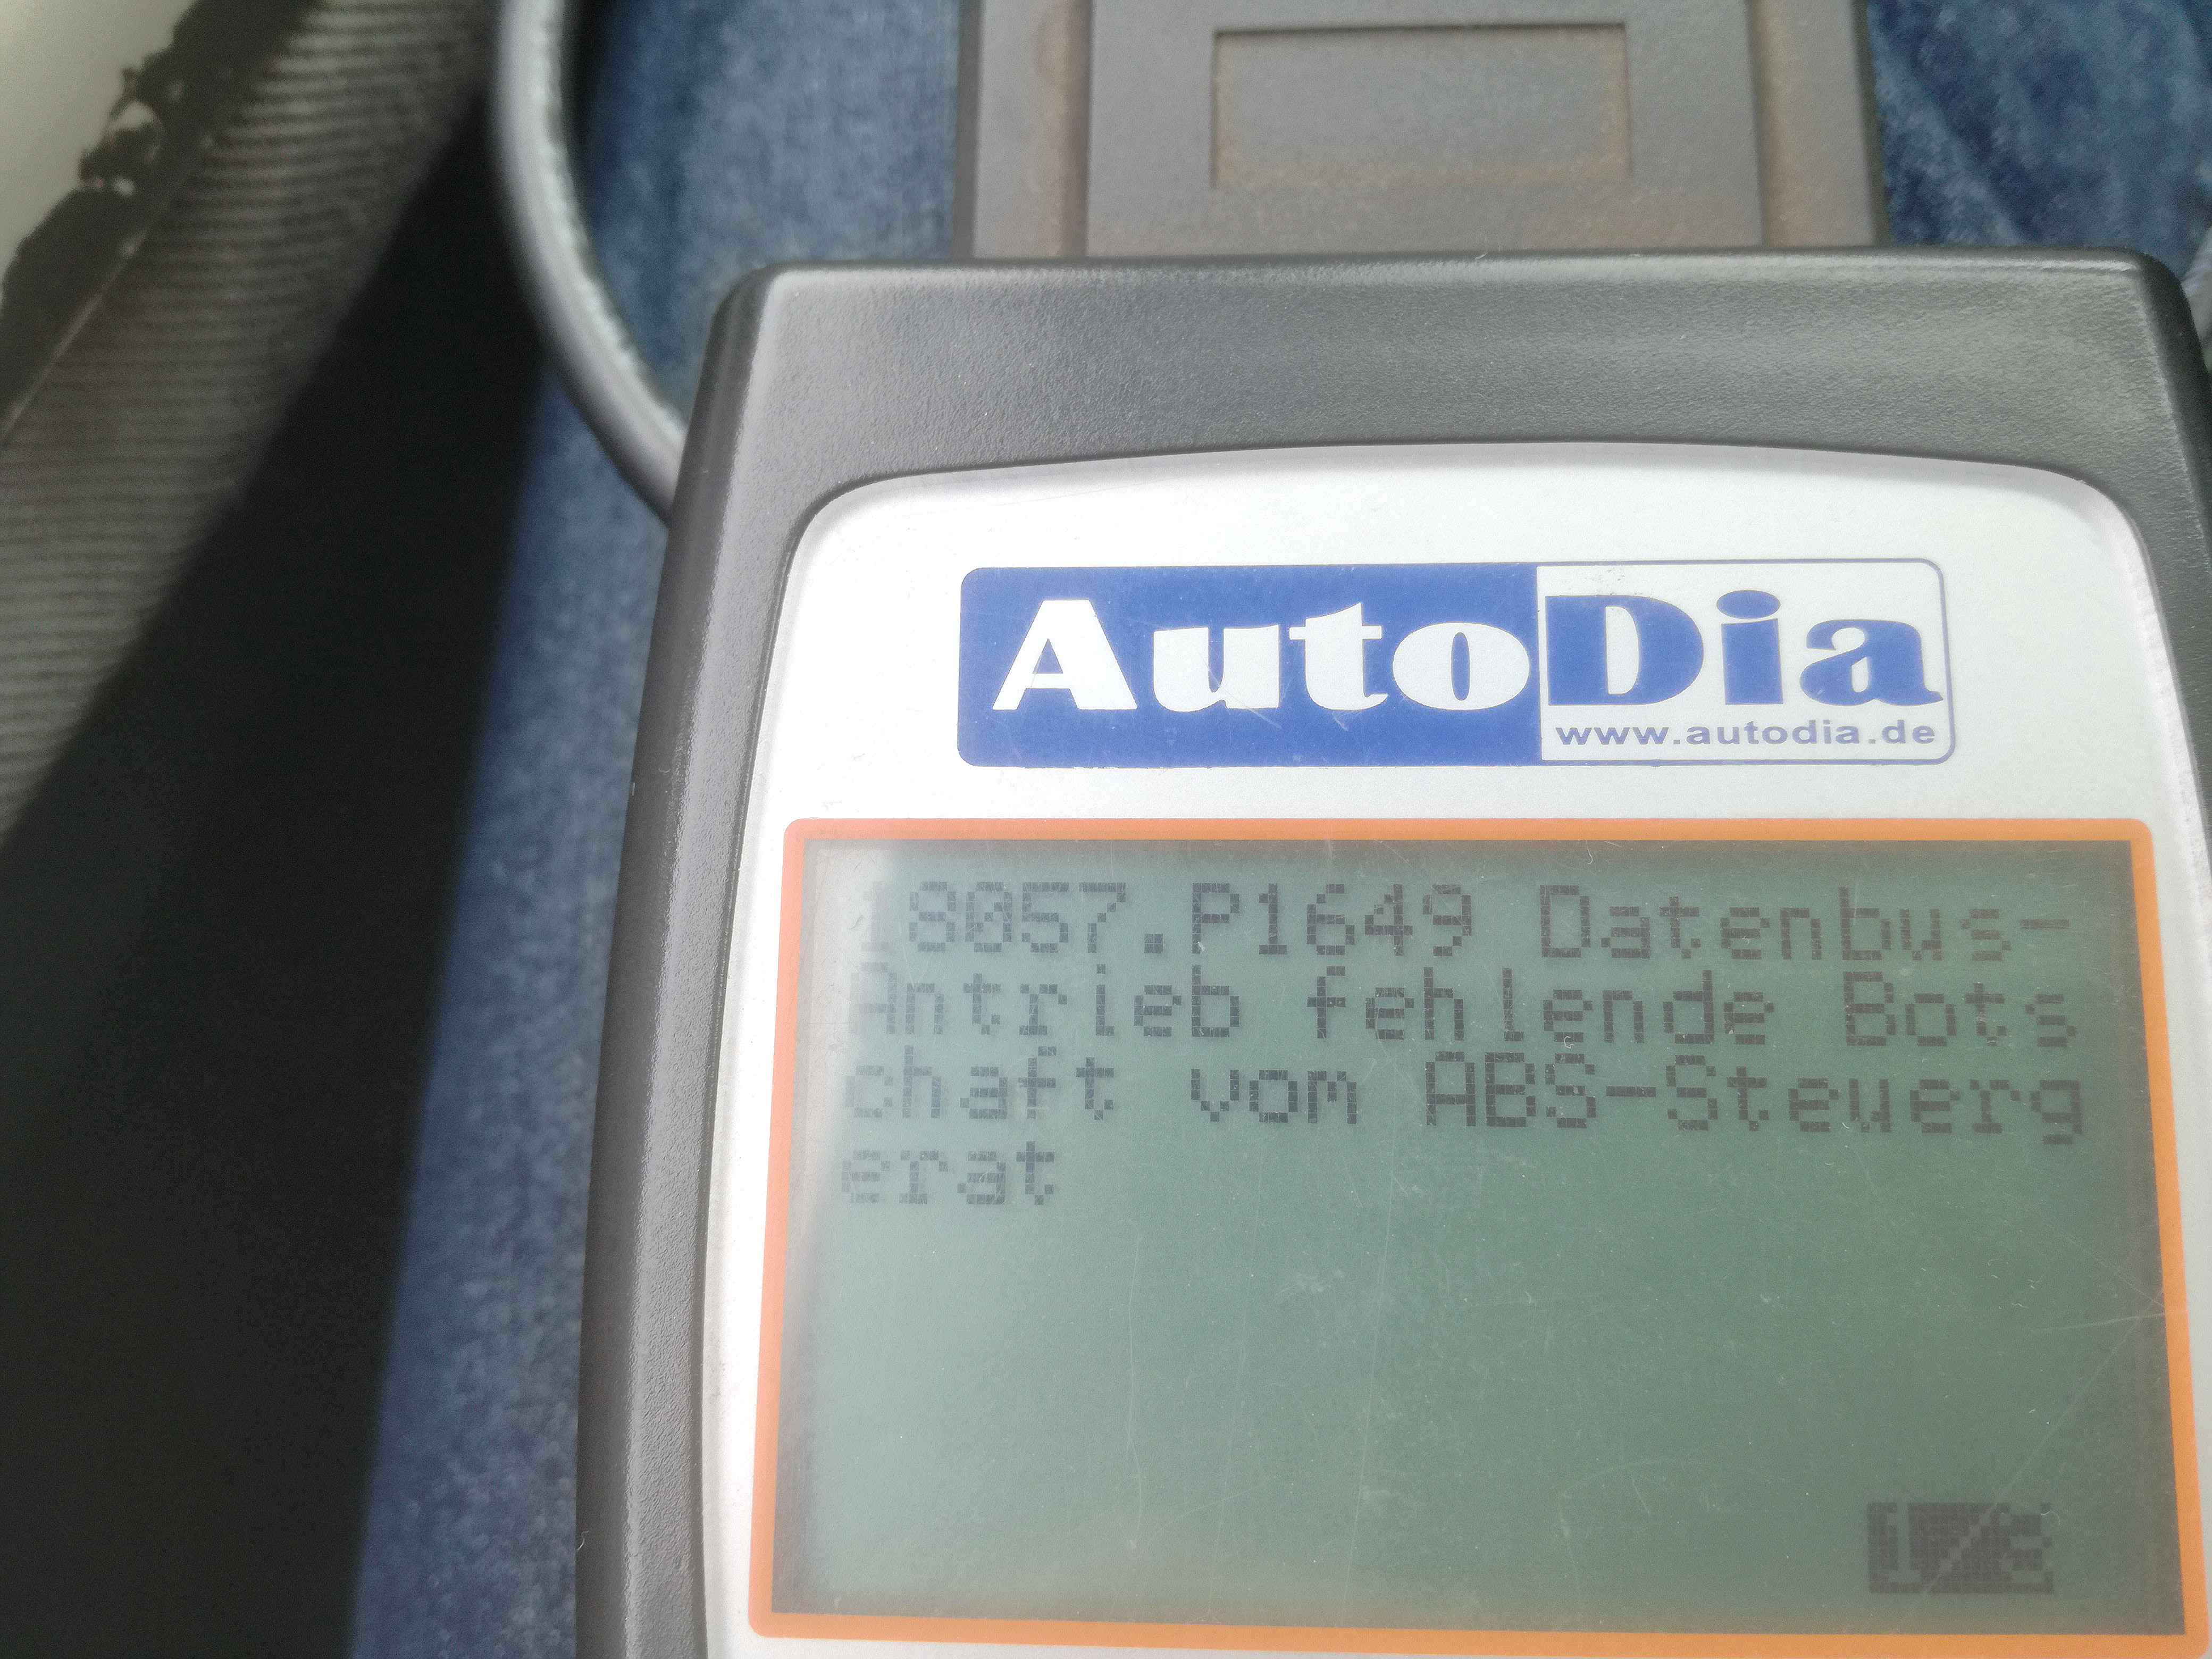 AutoDia
www.autodia.de
18057.P1649 Datenbus-
Antrieb fehlende Bots
chaft vom ABS-Steuerg
erat